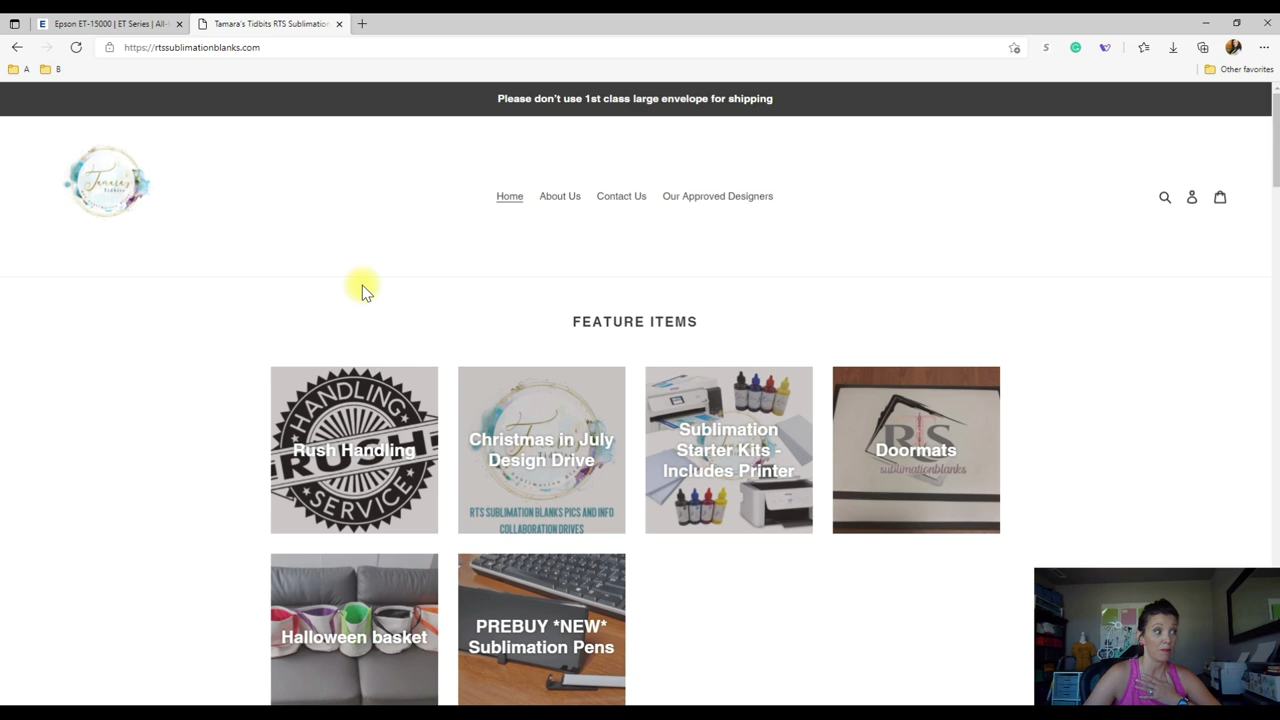 Epson ET-15000 | ET Series | All-
Tamara's Tidbits RTS Sublimation
https://rtssublimationblanks.com
A
B
Other favorites
Please don't use 1st class large envelope for shipping
Tamara's
Tidbits
Home
About Us
Contact Us
Our Approved Designers
FEATURE ITEMS
HANDLING
RUSH
SERVICE
Rush Handling
Christmas in July
Design Drive
RTS SUBLIMATION BLANKS PICS AND INFO
COLLABORATION DRIVES
Sublimation
Starter Kits -
Includes Printer
RS
sublimationblanks
Doormats
Halloween basket
PREBUY *NEW*
Sublimation Pens